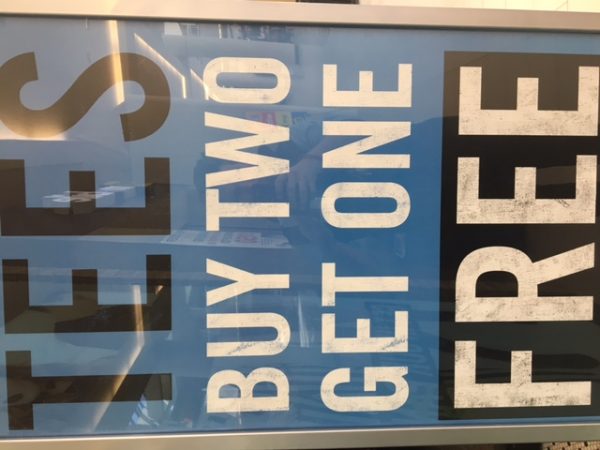 TEES
BUY TWO
GET ONE
FREE